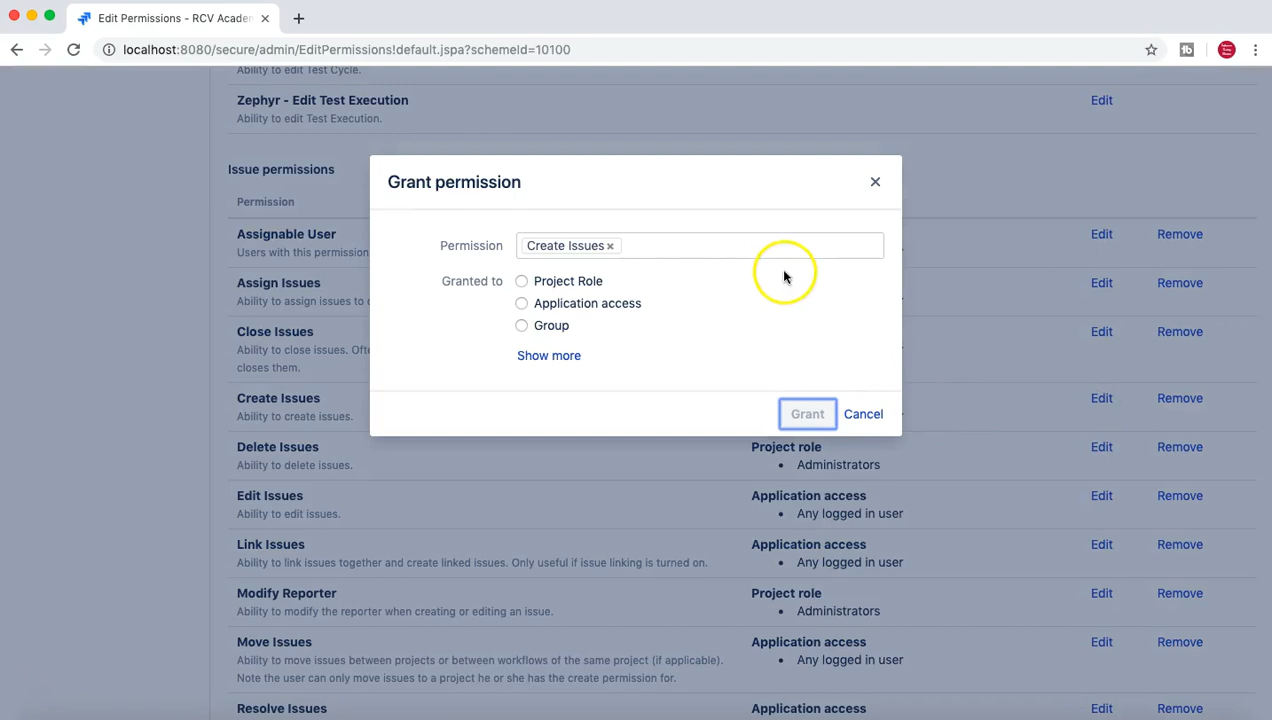 Edit Permissions - RCV Acader
localhost:8080/secure/admin/EditPermissions!default.jspa?schemeId=10100
Ability to edit Test Cycle.
Zephyr - Edit Test Execution Edit
Ability to edit Test Execution.
Issue permissions
Permission
Assignable User Edit Remove
Users with this permission
Assign Issues Edit Remove
Ability to assign issues to
Close Issues Edit Remove
Ability to close issues. Ofte
closes them.
Create Issues Edit Remove
Ability to create issues.
Delete Issues Project role Edit Remove
Ability to delete issues. • Administrators
Edit Issues Application access Edit Remove
Ability to edit issues. • Any logged in user
Link Issues Application access Edit Remove
Ability to link issues together and create linked issues. Only useful if issue linking is turned on. • Any logged in user
Modify Reporter Project role Edit Remove
Ability to modify the reporter when creating or editing an issue. • Administrators
Move Issues Application access Edit Remove
Ability to move issues between projects or between workflows of the same project (if applicable). • Any logged in user
Note the user can only move issues to a project he or she has the create permission for.
Resolve Issues Application access Edit Remove
Grant permission
Permission Create Issues ×
Granted to Project Role
Application access
Group
Show more
Grant Cancel